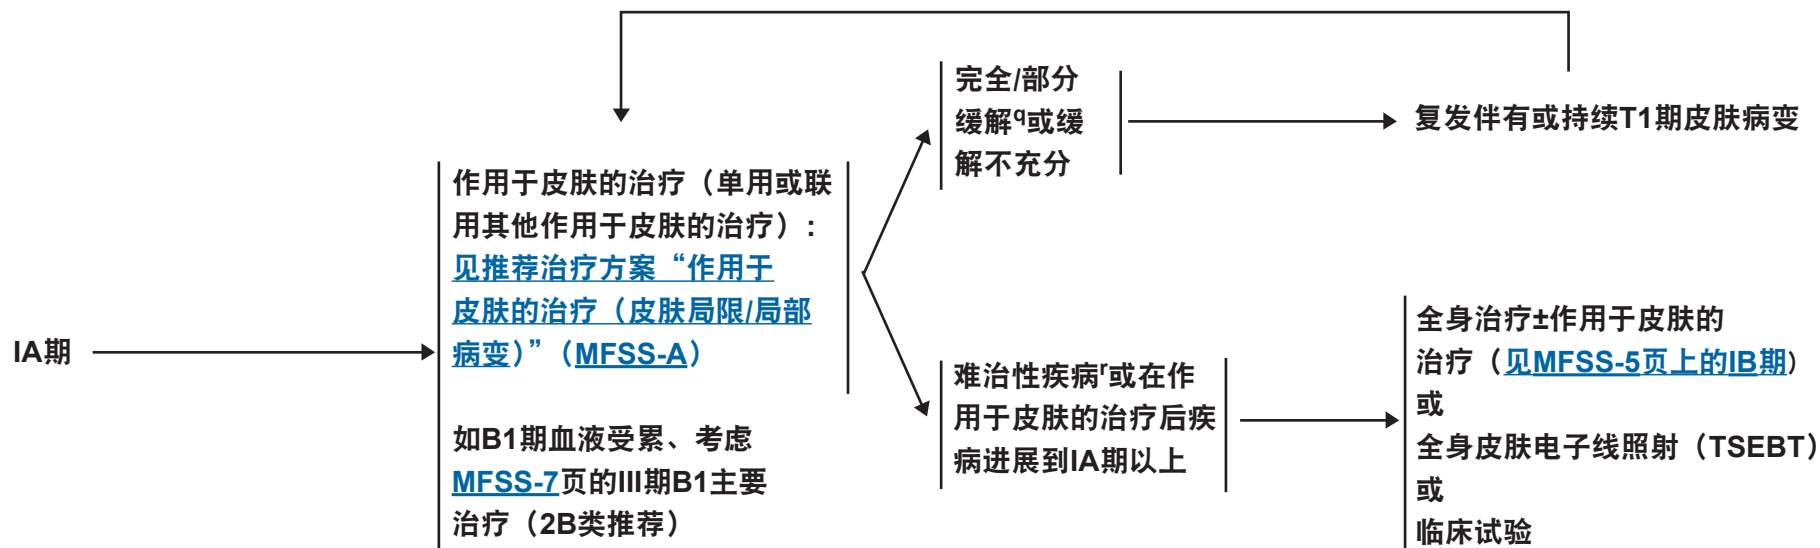 IA期
作用于皮肤的治疗（单用或联
用其他作用于皮肤的治疗）：
见推荐治疗方案“作用于
皮肤的治疗（皮肤局限/局部
病变）”（MFSS-A）
如B1期血液受累、考虑
MFSS-7页的III期B1主要
治疗（2B类推荐）
完全/部分
缓解q或缓
解不充分
复发伴有或持续T1期皮肤病变
难治性疾病r或在作
用于皮肤的治疗后疾
病进展到IA期以上
全身治疗±作用于皮肤的
治疗（见MFSS-5页上的IB期）
或
全身皮肤电子线照射（TSEBT）
或
临床试验